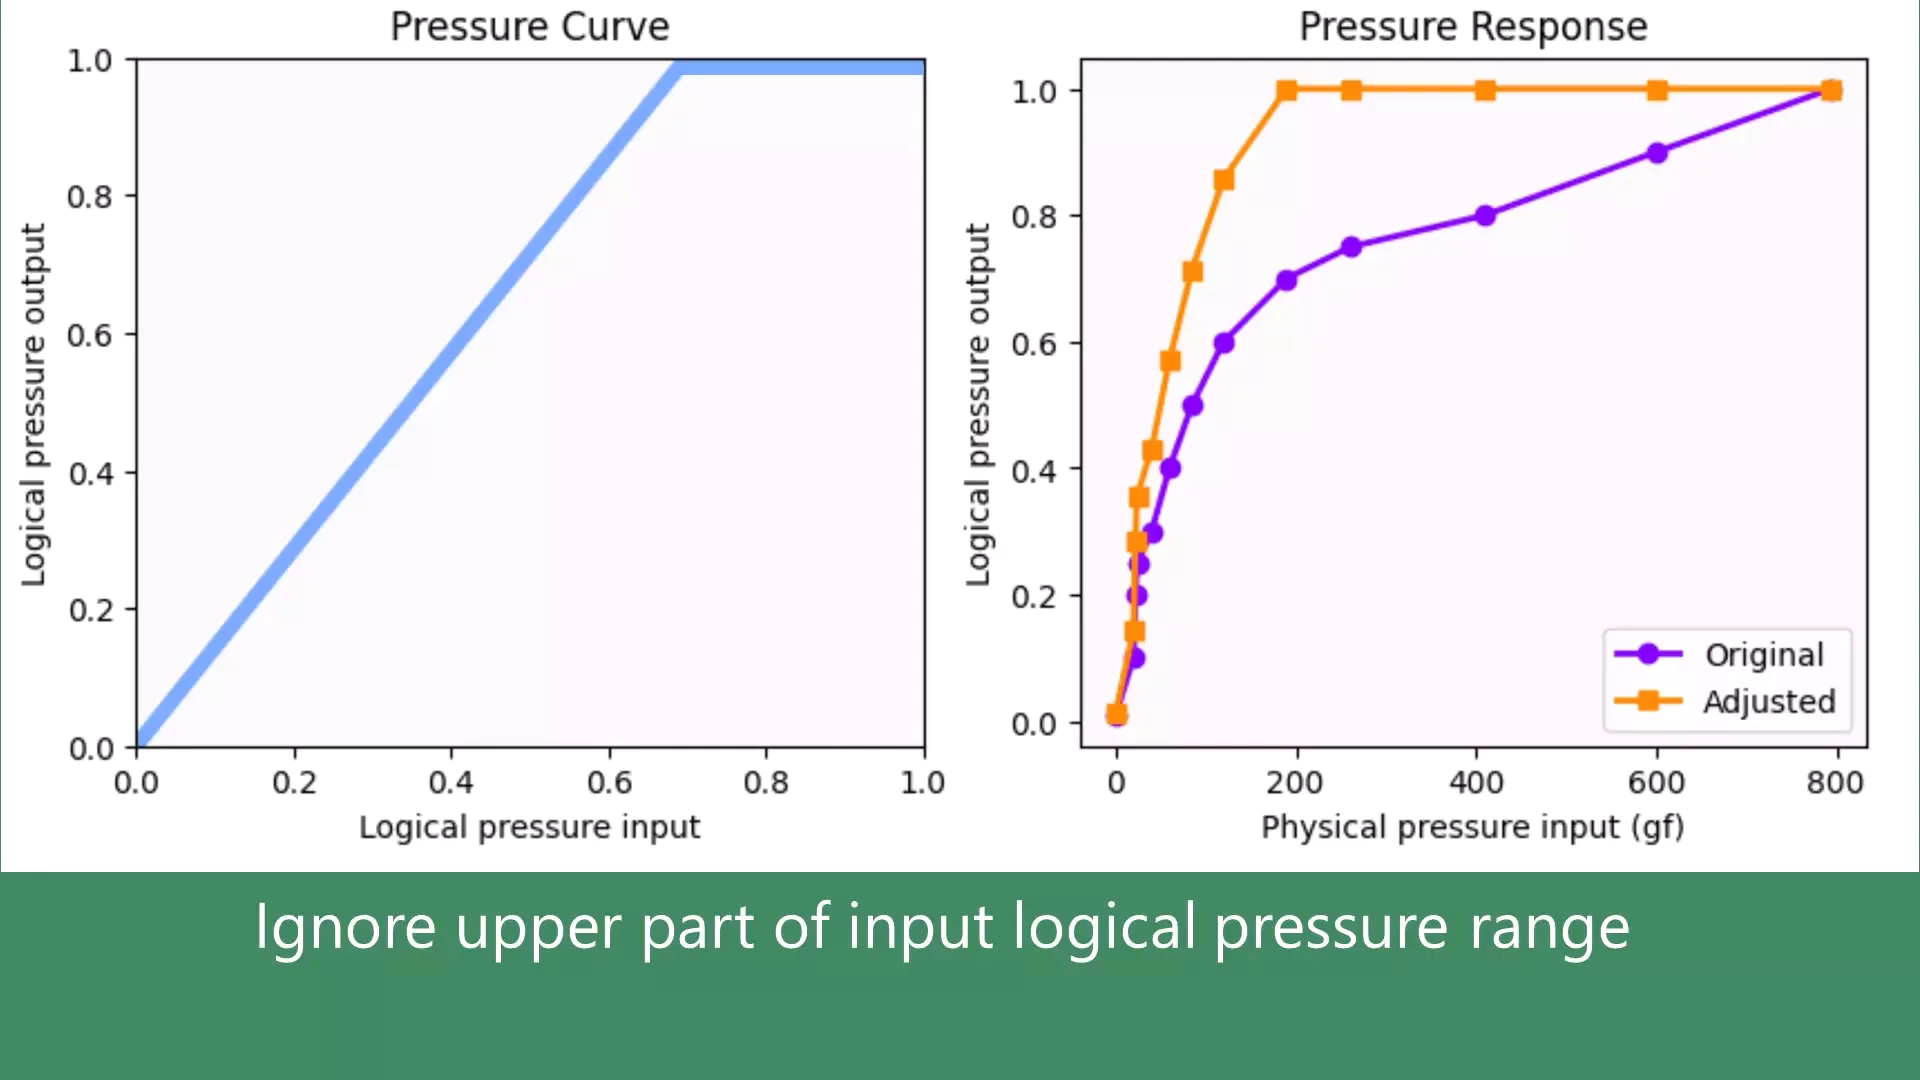 Pressure Curve
1.0
0.8
0.6
0.4
0.2
0.0
Logical pressure output
0.0 0.2 0.4 0.6 0.8 1.0
Logical pressure input
Pressure Response
1.0
0.8
0.6
0.4
0.2
0.0
Logical pressure output
Original
Adjusted
0 200 400 600 800
Physical pressure input (gf)
Ignore upper part of input logical pressure range